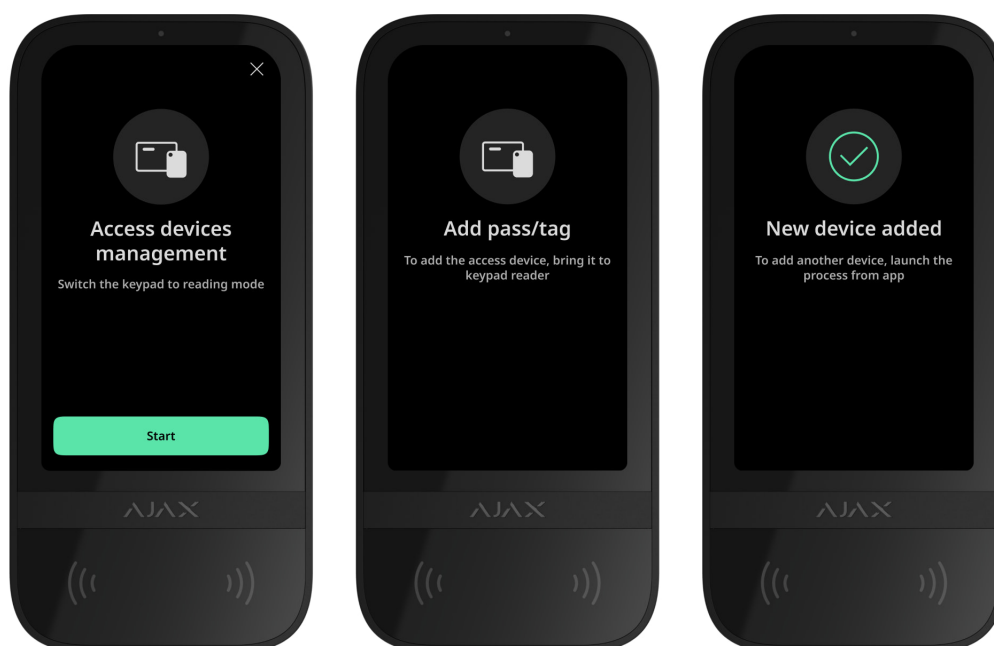 Access devices
management
Switch the keypad to reading mode
Start
AJAX
Add pass/tag
To add the access device, bring it to
keypad reader
AJAX
New device added
To add another device, launch the
process from app
AJAX